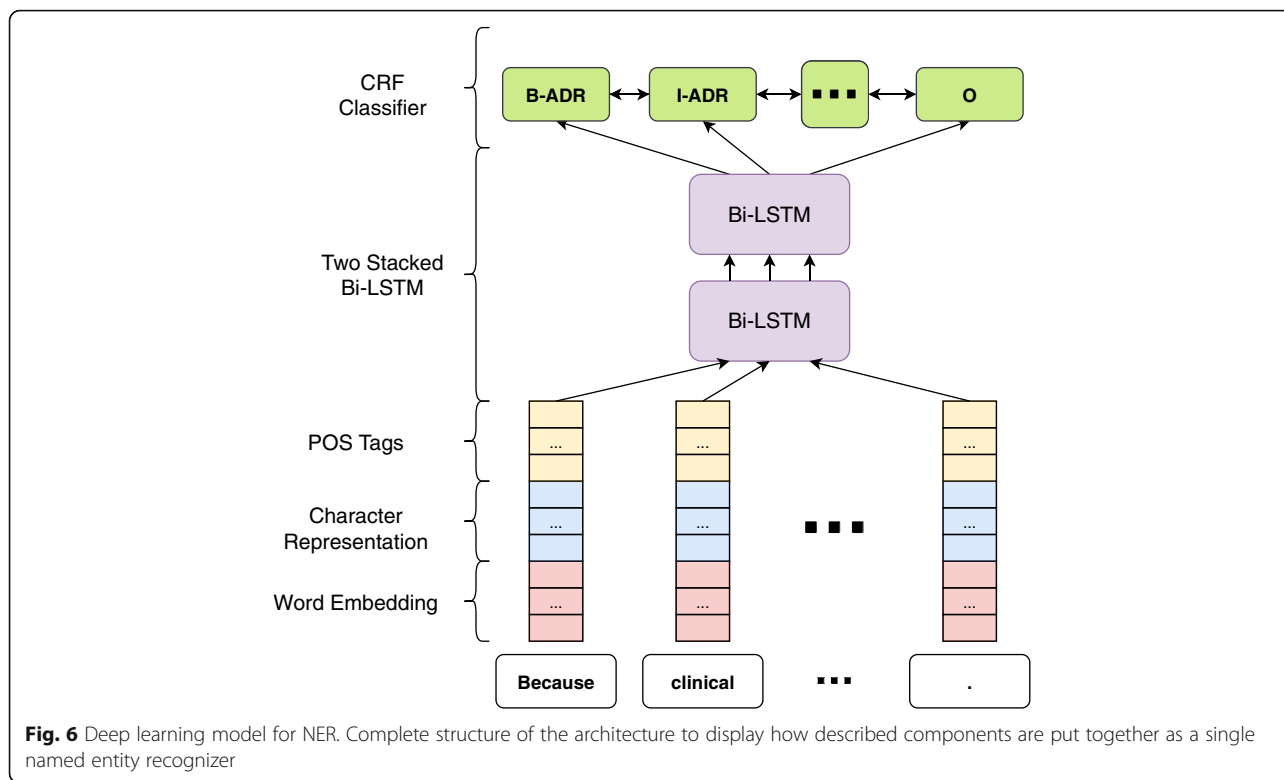 CRF
Classifier
B-ADR
I-ADR
...
O
Two Stacked
Bi-LSTM
Bi-LSTM
Bi-LSTM
POS Tags
... ... ...
Character
Representation
... ... ... ...
Word Embedding
... ... ...
Because clinical ... .
Fig. 6 Deep learning model for NER. Complete structure of the architecture to display how described components are put together as a single
named entity recognizer